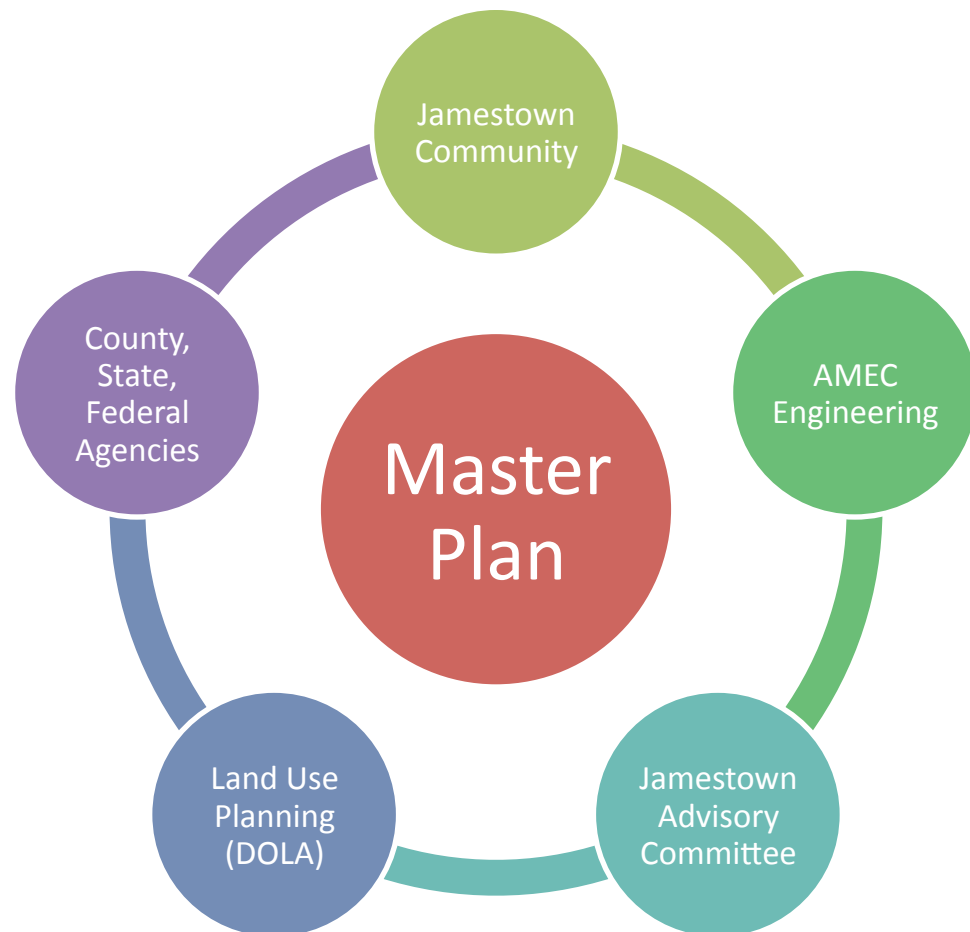 Jamestown
Community
AMEC
Engineering
Jamestown
Advisory
Committee
Land Use
Planning
(DOLA)
County,
State,
Federal
Agencies
Master
Plan